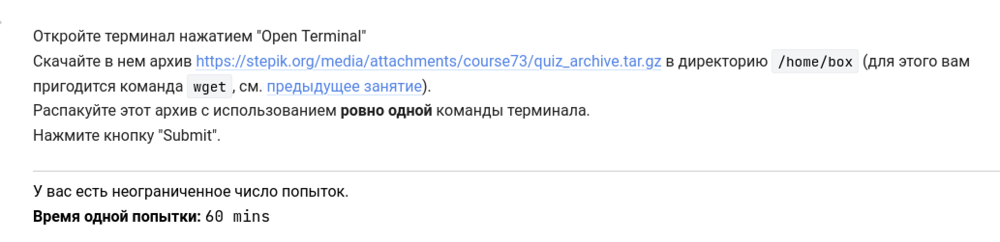 Откройте терминал нажатием "Open Terminal"
Скачайте в нем архив https://stepik.org/media/attachments/course73/quiz_archive.tar.gz в директорию /home/box (для этого вам
пригодится команда wget, см. предыдущее занятие).
Распакуйте этот архив с использованием ровно одной команды терминала.
Нажмите кнопку "Submit".
У вас есть неограниченное число попыток.
Время одной попытки: 60 mins